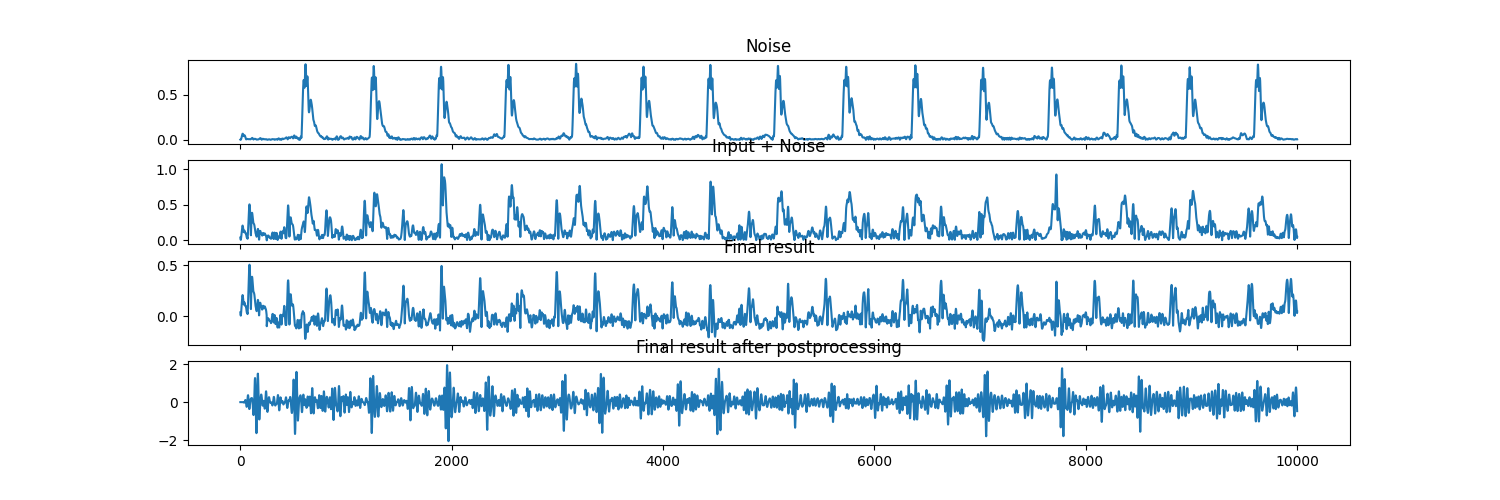 Noise
0.5
0.0
Input + Noise
1.0
0.5
0.0
Final result
0.5
0.0
Final result after postprocessing
2
0
−2
0 2000 4000 6000 8000 10000